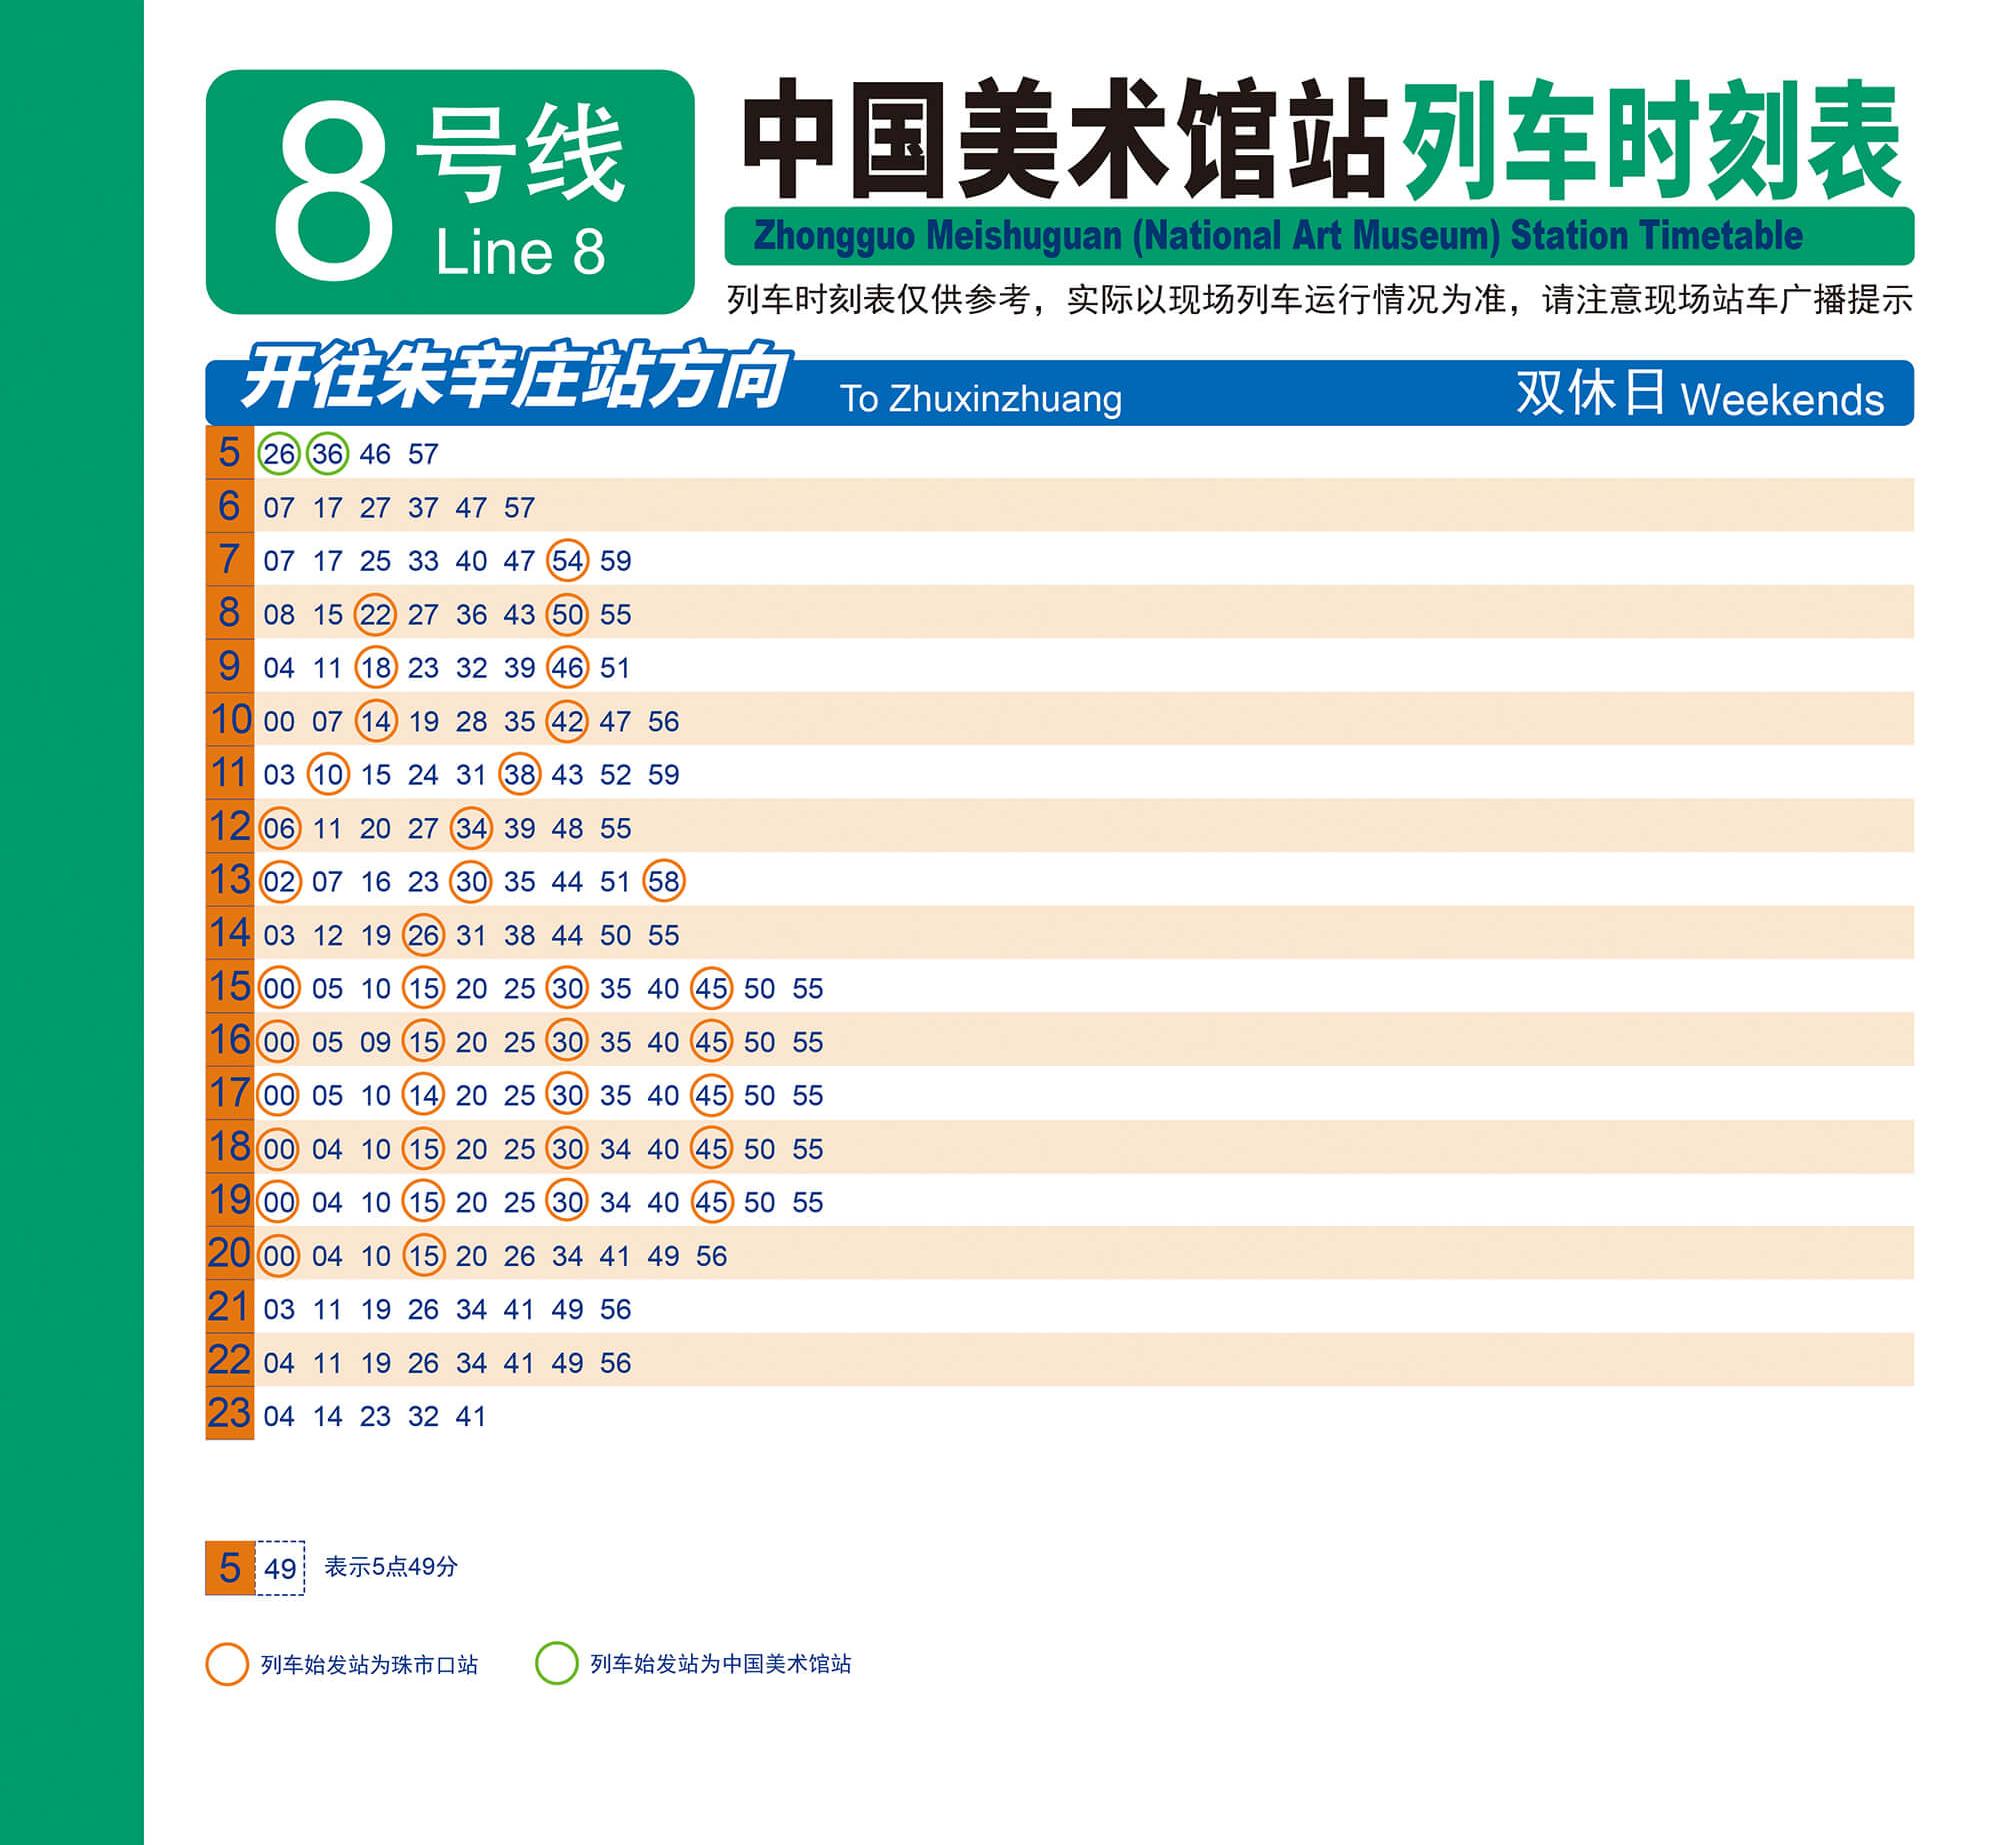 8号线
Line 8
中国美术馆站列车时刻表
Zhongguo Meishuguan (National Art Museum) Station Timetable
列车时刻表仅供参考，实际以现场列车运行情况为准，请注意现场站车广播提示
开往朱辛庄站方向 To Zhuxinzhuang 双休日 Weekends
5 26 36 46 57
6 07 17 27 37 47 57
7 07 17 25 33 40 47 54 59
8 08 15 22 27 36 43 50 55
9 04 11 18 23 32 39 46 51
10 00 07 14 19 28 35 42 47 56
11 03 10 15 24 31 38 43 52 59
12 06 11 20 27 34 39 48 55
13 02 07 16 23 30 35 44 51 58
14 03 12 19 26 31 38 44 50 55
15 00 05 10 15 20 25 30 35 40 45 50 55
16 00 05 09 15 20 25 30 35 40 45 50 55
17 00 05 10 14 20 25 30 35 40 45 50 55
18 00 04 10 15 20 25 30 34 40 45 50 55
19 00 04 10 15 20 25 30 34 40 45 50 55
20 00 04 10 15 20 26 34 41 49 56
21 03 11 19 26 34 41 49 56
22 04 11 19 26 34 41 49 56
23 04 14 23 32 41
5 49 表示5点49分
列车始发站为珠市口站 列车始发站为中国美术馆站